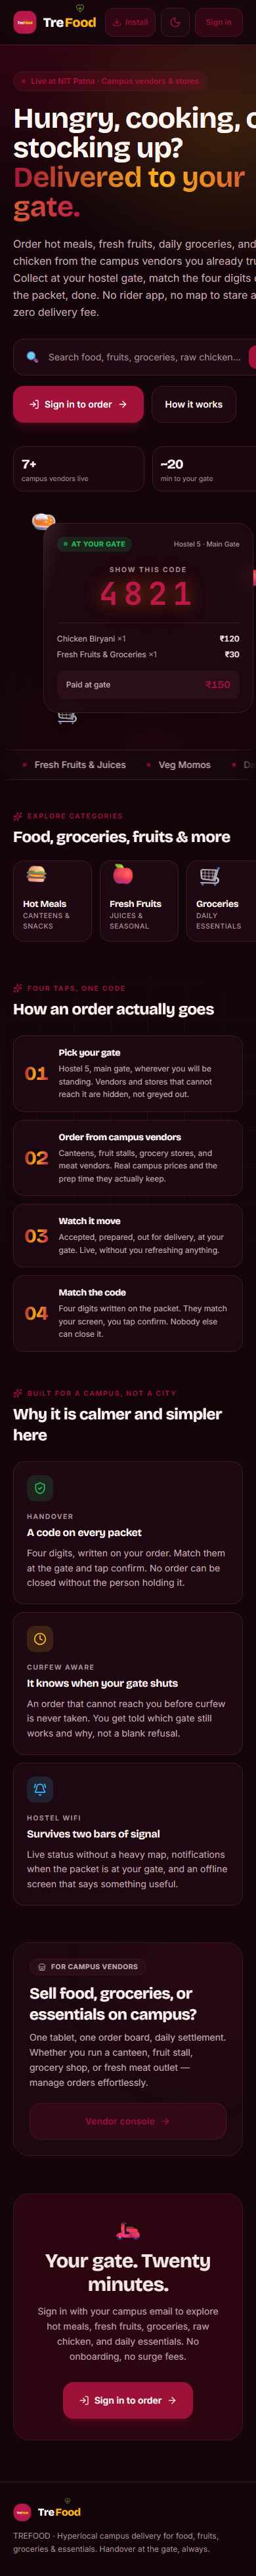 TreFood
Install
Sign in
Live at NIT Patna · Campus vendors & stores
Hungry, cooking,
stocking up?
Delivered to your
gate.
Order hot meals, fresh fruits, daily groceries, and
chicken from the campus vendors you already
Collect at your hostel gate, match the four digits
the packet, done. No rider app, no map to stare
zero delivery fee.
Search food, fruits, groceries, raw chicken...
Sign in to order
How it works
7+
campus vendors live
~20
min to your gate
AT YOUR GATE
Hostel 5 · Main Gate
SHOW THIS CODE
4821
Chicken Biryani ×1
₹120
Fresh Fruits & Groceries ×1
₹30
Paid at gate
₹150
Fresh Fruits & Juices
Veg Momos
EXPLORE CATEGORIES
Food, groceries, fruits & more
Hot Meals
CANTEENS &
SNACKS
Fresh Fruits
JUICES &
SEASONAL
Groceries
DAILY
ESSENTIALS
FOUR TAPS, ONE CODE
How an order actually goes
01
Pick your gate
Hostel 5, main gate, wherever you will be
standing. Vendors and stores that cannot
reach it are hidden, not greyed out.
02
Order from campus vendors
Canteens, fruit stalls, grocery stores, and
meat vendors. Real campus prices and the
prep time they actually keep.
03
Watch it move
Accepted, prepared, out for delivery, at your
gate. Live, without you refreshing anything.
04
Match the code
Four digits written on the packet. They match
your screen, you tap confirm. Nobody else
can close it.
BUILT FOR A CAMPUS, NOT A CITY
Why it is calmer and simpler
here
HANDOVER
A code on every packet
Four digits, written on your order. Match them
at the gate and tap confirm. No order can be
closed without the person holding it.
CURFEW AWARE
It knows when your gate shuts
An order that cannot reach you before curfew
is never taken. You get told which gate still
works and why, not a blank refusal.
HOSTEL WIFI
Survives two bars of signal
Live status without a heavy map, notifications
when the packet is at your gate, and an offline
screen that says something useful.
FOR CAMPUS VENDORS
Sell food, groceries, or
essentials on campus?
One tablet, one order board, daily settlement.
Whether you run a canteen, fruit stall,
grocery shop, or fresh meat outlet —
manage orders effortlessly.
Vendor console
Your gate. Twenty
minutes.
Sign in with your campus email to explore
hot meals, fresh fruits, groceries, raw
chicken, and daily essentials. No
onboarding, no surge fees.
Sign in to order
TreFood
TREFOOD · Hyperlocal campus delivery for food, fruits,
groceries & essentials. Handover at the gate, always.